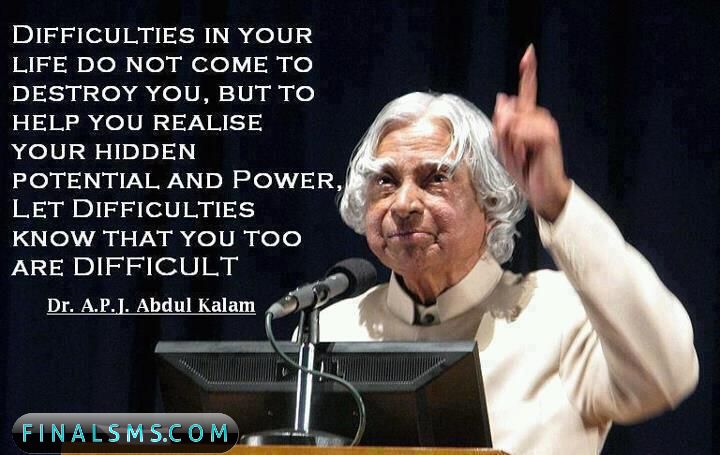 Difficulties in your
life do not come to
destroy you, but to
help you realise
your hidden
potential and Power,
Let Difficulties
know that you too
are DIFFICULT
Dr. A.P.J. Abdul Kalam
FINALSMS.COM